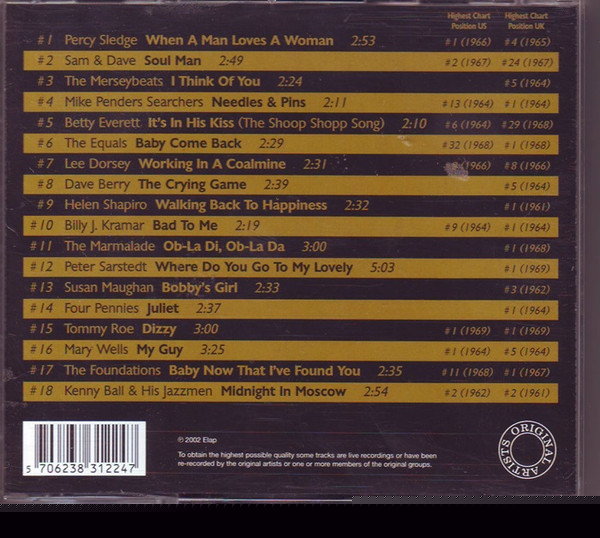 Highest Chart Highest Chart
Position US Position UK
#1 Percy Sledge When A Man Loves A Woman 2:53 #1 (1966) #4 (1965)
#2 Sam & Dave Soul Man 2:49 #2 (1967) #24 (1967)
#3 The Merseybeats I Think Of You 2:24 #5 (1964)
#4 Mike Penders Searchers Needles & Pins 2:11 #13 (1964) #1 (1964)
#5 Betty Everett It's In His Kiss (The Shoop Shopp Song) 2:10 #6 (1964) #29 (1968)
#6 The Equals Baby Come Back 2:29 #32 (1968) #1 (1968)
#7 Lee Dorsey Working In A Coalmine 2:31 (1966) #8 (1966)
#8 Dave Berry The Crying Game 2:39 #5 (1964)
#9 Helen Shapiro Walking Back To Happiness 2:32 #1 (1961)
#10 Billy J. Kramar Bad To Me 2:19 #9 (1964) #1 (1964)
#11 The Marmalade Ob-La Di, Ob-La Da 3:00 #1 (1968)
#12 Peter Sarstedt Where Do You Go To My Lovely 5:03 #1 (1969)
#13 Susan Maughan Bobby's Girl 2:33 #3 (1962)
#14 Four Pennies Juliet 2:37 #1 (1964)
#15 Tommy Roe Dizzy 3:00 #1 (1969) #1 (1969)
#16 Mary Wells My Guy 3:25 #1 (1964) #5 (1964)
#17 The Foundations Baby Now That I've Found You 2:35 #11 (1968) #1 (1967)
#18 Kenny Ball & His Jazzmen Midnight In Moscow 2:54 #2 (1962) #2 (1961)
℗ 2002 Elap
To obtain the highest possible quality some tracks are live recordings or have been
re-recorded by the original artists or one or more members of the original groups.
5 706238 312247
ORIGINAL ARTISTS